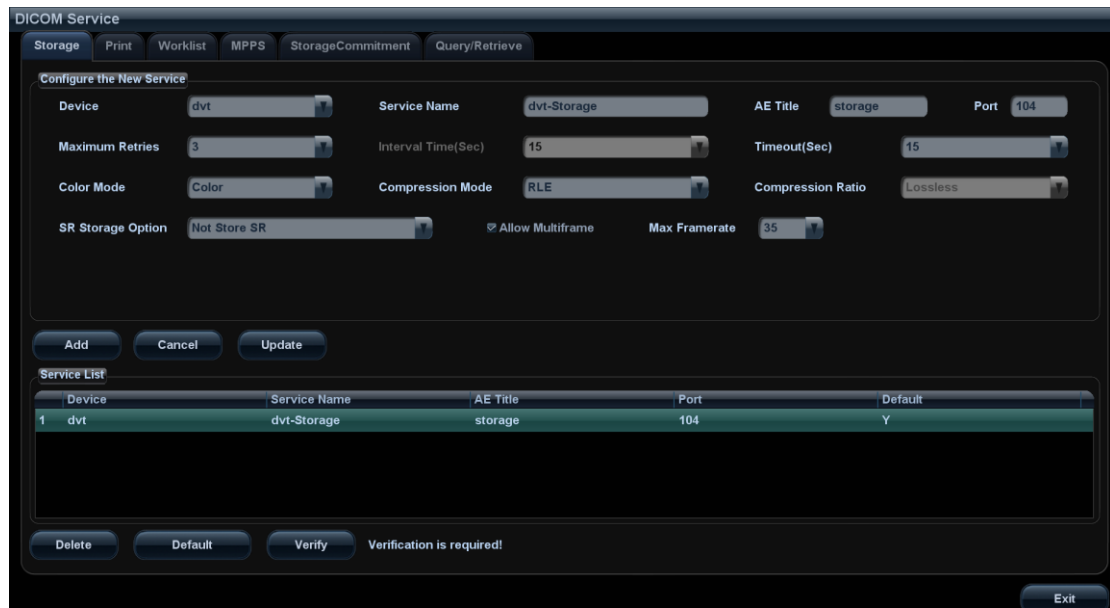 DICOM Service
Storage Print Worklist MPPS StorageCommitment Query/Retrieve
Configure the New Service
Device dvt Service Name dvt-Storage AE Title storage Port 104
Maximum Retries 3 Interval Time(Sec) 15 Timeout(Sec) 15
Color Mode Color Compression Mode RLE Compression Ratio Lossless
SR Storage Option Not Store SR Allow Multiframe Max Framerate 35
Add Cancel Update
Service List
Device Service Name AE Title Port Default
1 dvt dvt-Storage storage 104 Y
Delete Default Verify Verification is required!
Exit